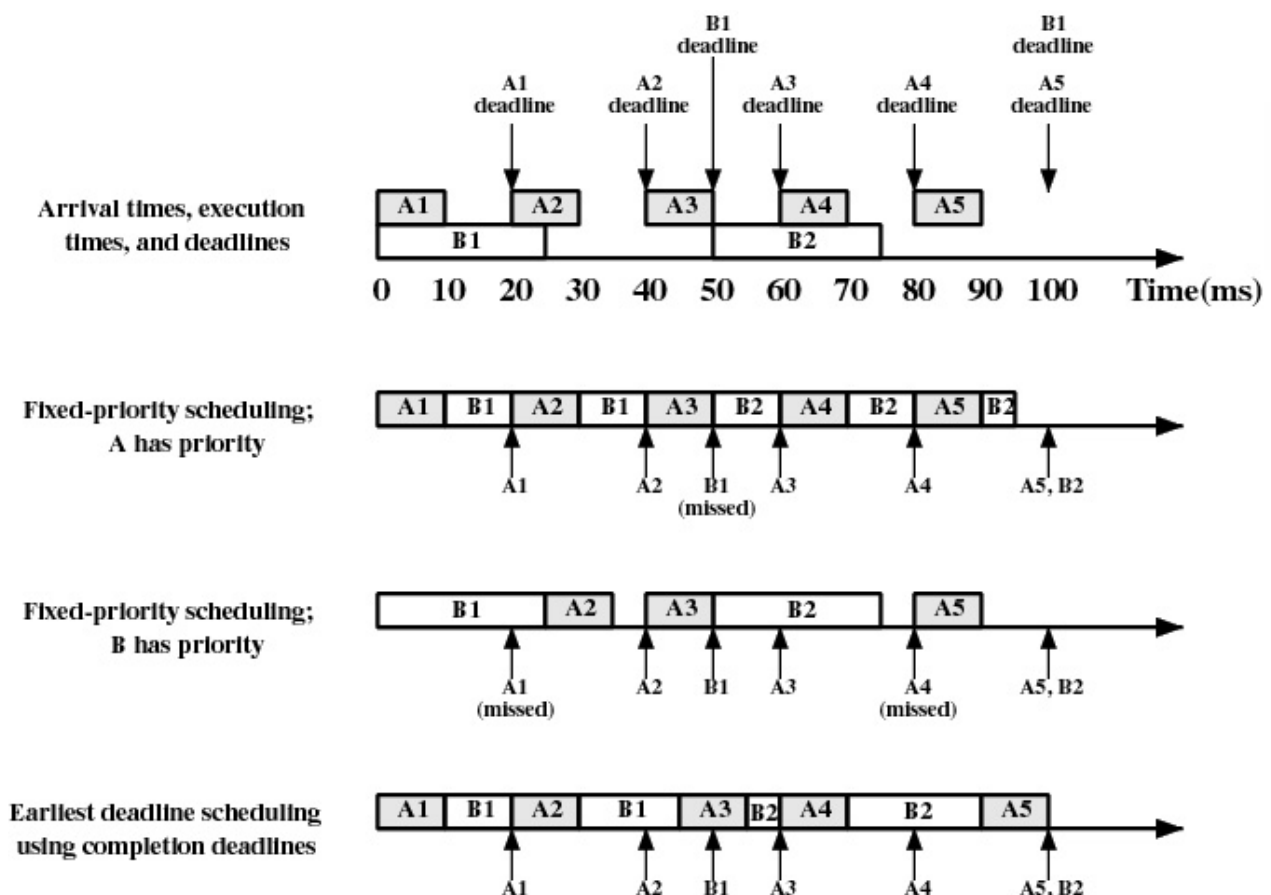 B1
deadline
B1
deadline
A1
deadline
A2
deadline
A3
deadline
A4
deadline
A5
deadline
Arrival times, execution
times, and deadlines
A1 A2 A3 A4 A5
B1 B2
0 10 20 30 40 50 60 70 80 90 100 Time(ms)
Fixed-priority scheduling;
A has priority
A1 B1 A2 B1 A3 B2 A4 B2 A5 B2
A1 A2 B1 A3 A4 A5, B2
(missed)
Fixed-priority scheduling;
B has priority
B1 A2 A3 B2 A5
A1 A2 B1 A3 A4 A5, B2
(missed) (missed)
Earliest deadline scheduling
using completion deadlines
A1 B1 A2 B1 A3 B2 A4 B2 A5
A1 A2 B1 A3 A4 A5, B2